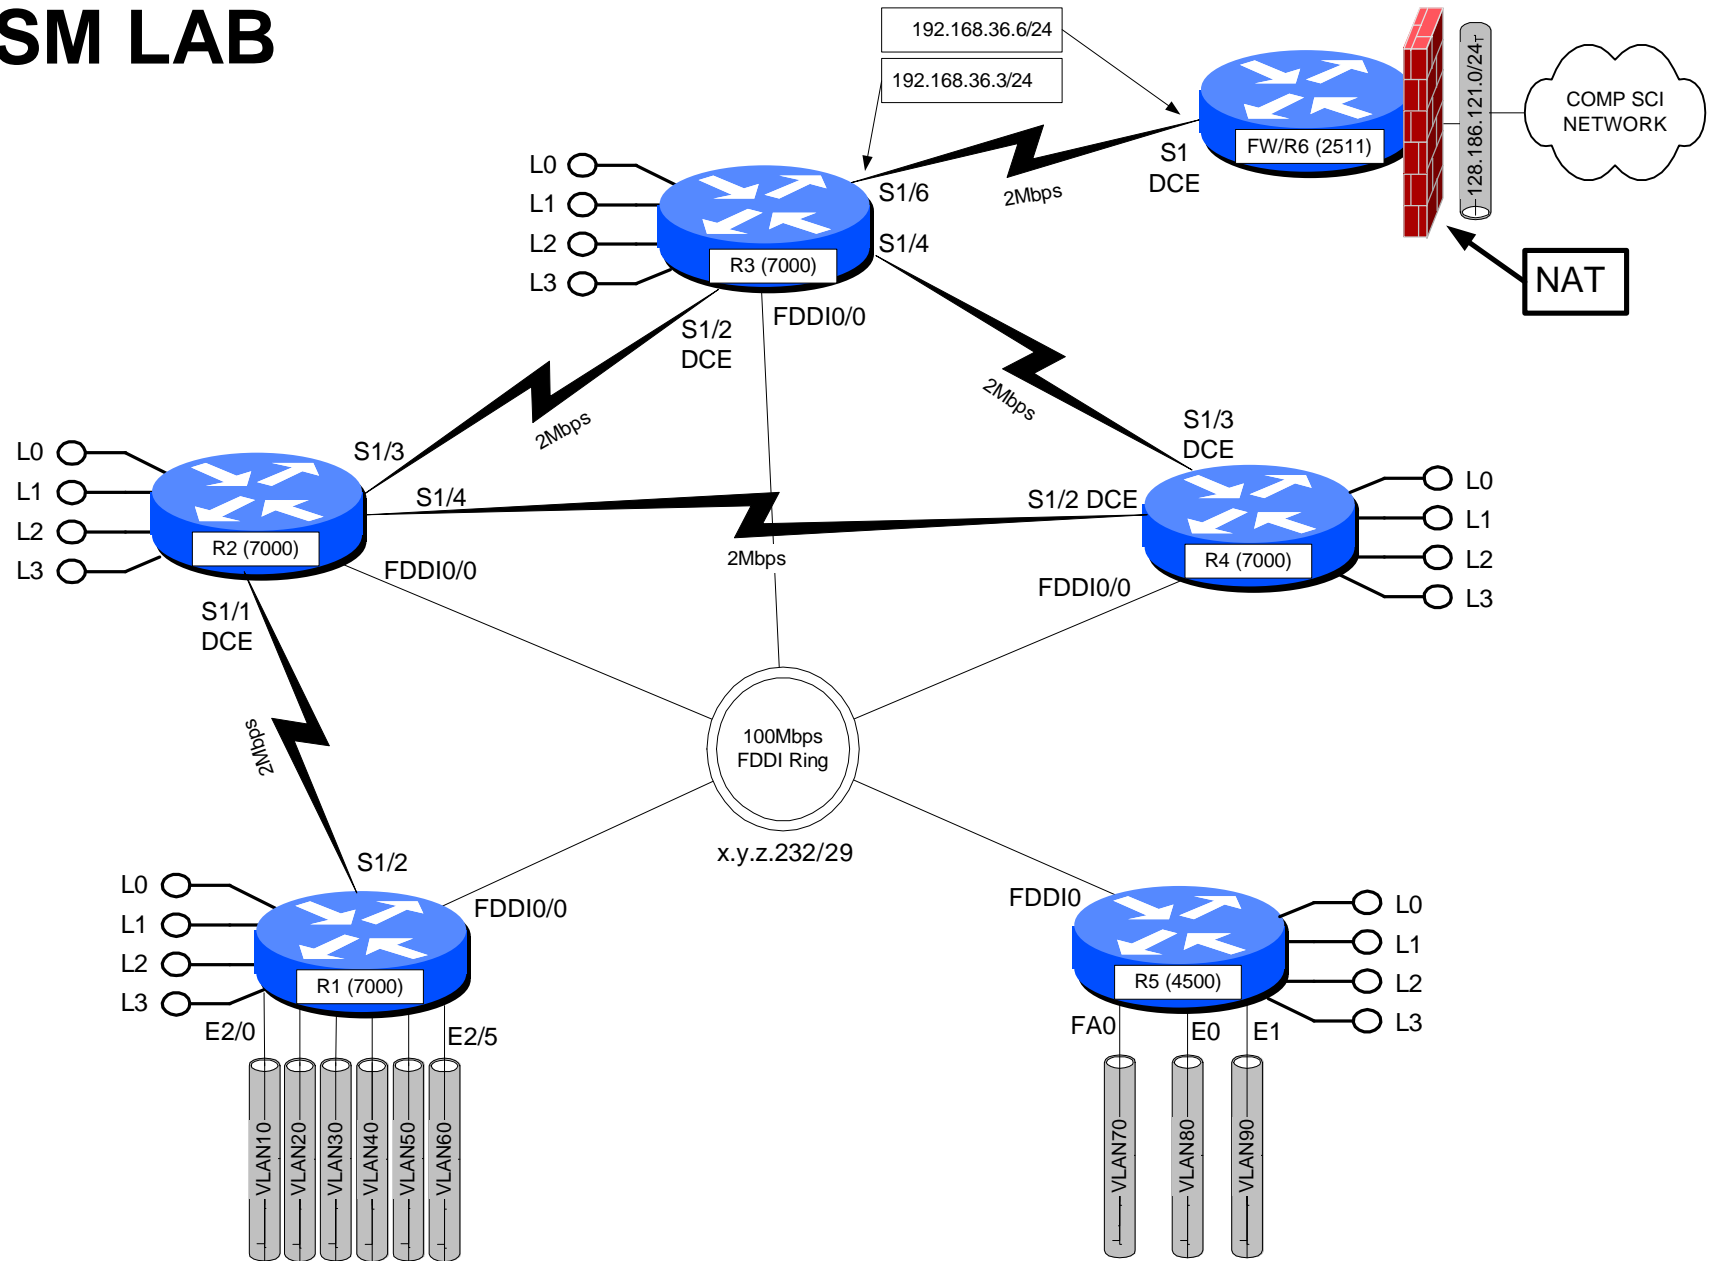 SM LAB
192.168.36.6/24
192.168.36.3/24
COMP SCI
NETWORK
128.186.121.0/24
FW/R6 (2511)
S1
DCE
2Mbps
NAT
L0
L1
L2
L3
S1/6
S1/4
R3 (7000)
S1/2
DCE
FDDI0/0
2Mbps
2Mbps
S1/3
DCE
L0
L1
L2
L3
S1/3
S1/4
R2 (7000)
FDDI0/0
S1/1
DCE
2Mbps
S1/2 DCE
R4 (7000)
FDDI0/0
L0
L1
L2
L3
2Mbps
100Mbps
FDDI Ring
x.y.z.232/29
S1/2
L0
L1
L2
L3
FDDI0/0
R1 (7000)
E2/0
E2/5
VLAN10
VLAN20
VLAN30
VLAN40
VLAN50
VLAN60
FDDI0
R5 (4500)
L0
L1
L2
L3
FA0
E0
E1
VLAN70
VLAN80
VLAN90